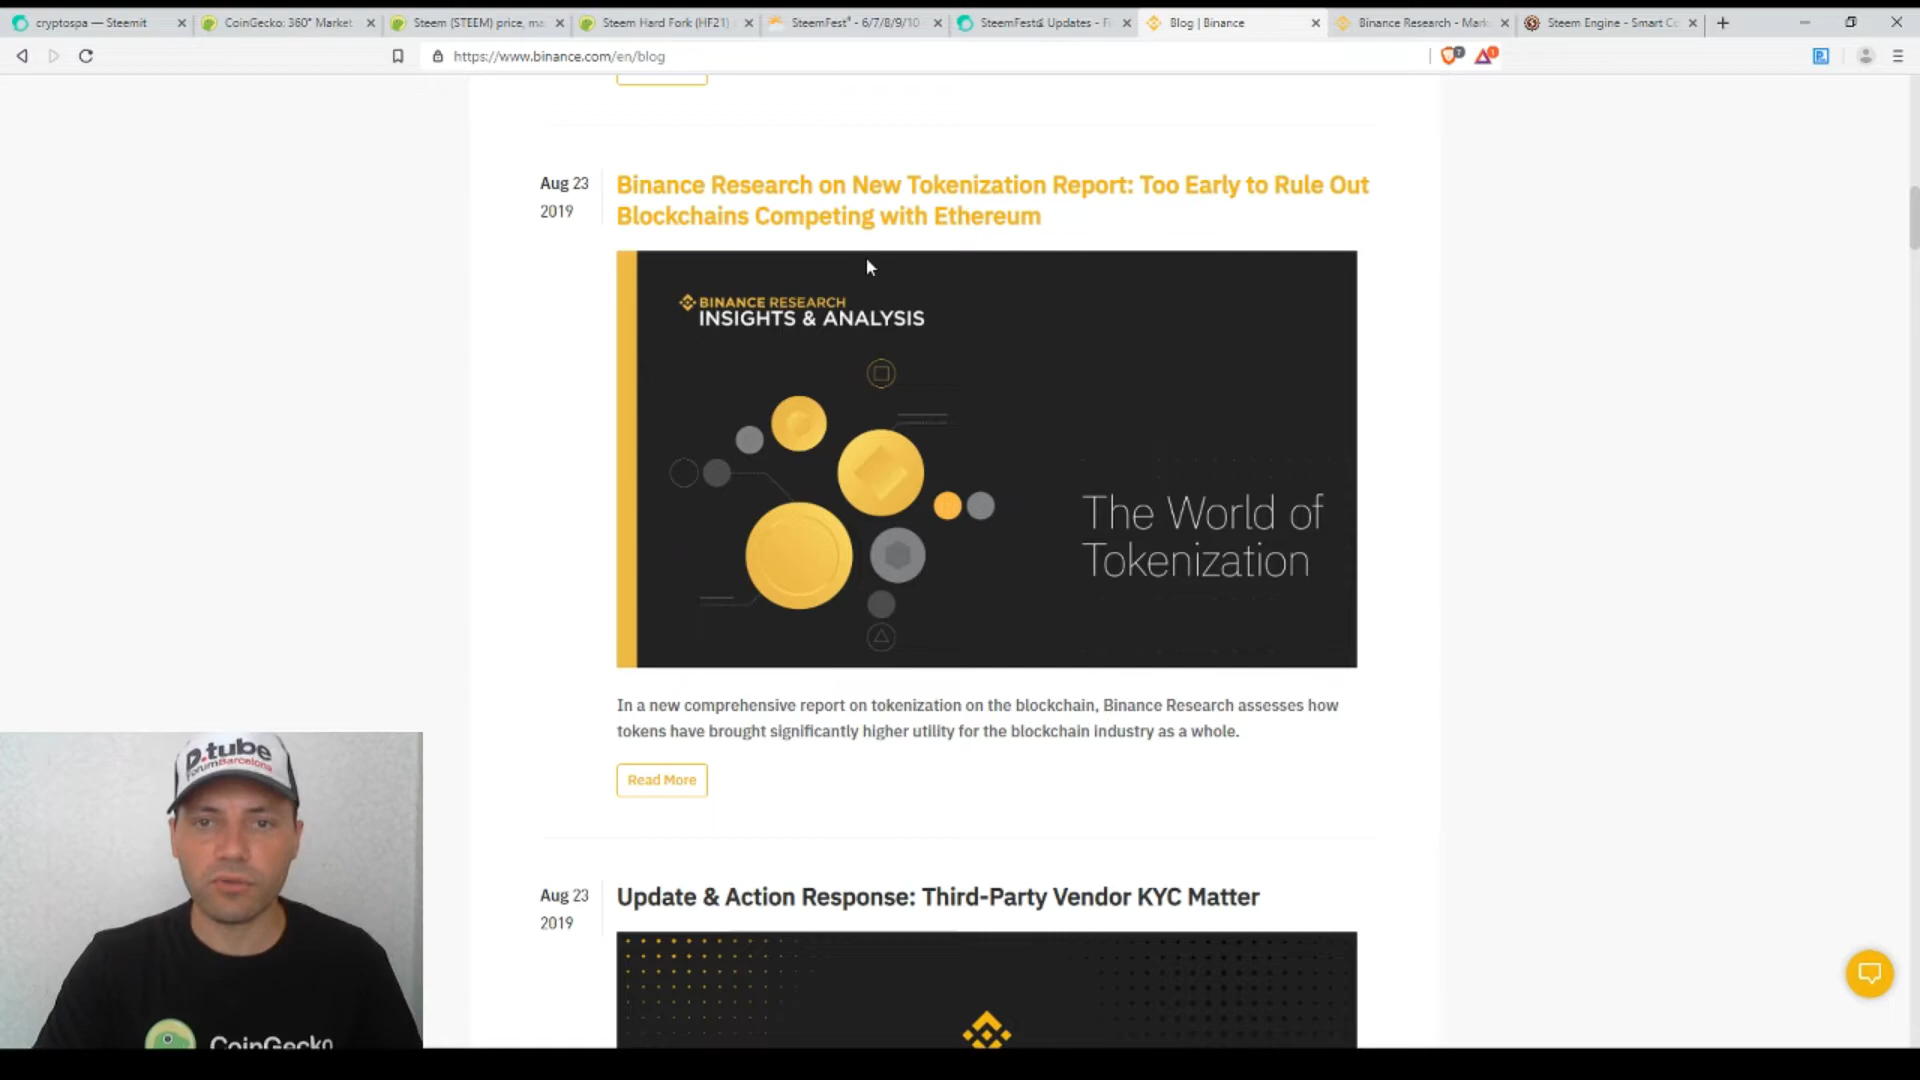 cryptospa — Steemit
CoinGecko: 360° Market
Steem (STEEM) price, ma
Steem Hard Fork (HF21)
SteemFest⁴ - 6/7/8/9/10
Updates - Fi
Blog | Binance
Binance Research - Mark
Steem Engine - Smart Co
https://www.binance.com/en/blog
Aug 23
2019
Binance Research on New Tokenization Report: Too Early to Rule Out
Blockchains Competing with Ethereum
BINANCE RESEARCH
INSIGHTS & ANALYSIS
The World of
Tokenization
In a new comprehensive report on tokenization on the blockchain, Binance Research assesses how
tokens have brought significantly higher utility for the blockchain industry as a whole.
Read More
Aug 23
2019
Update & Action Response: Third-Party Vendor KYC Matter
D.tube
ForumBarcelona
CoinGecko